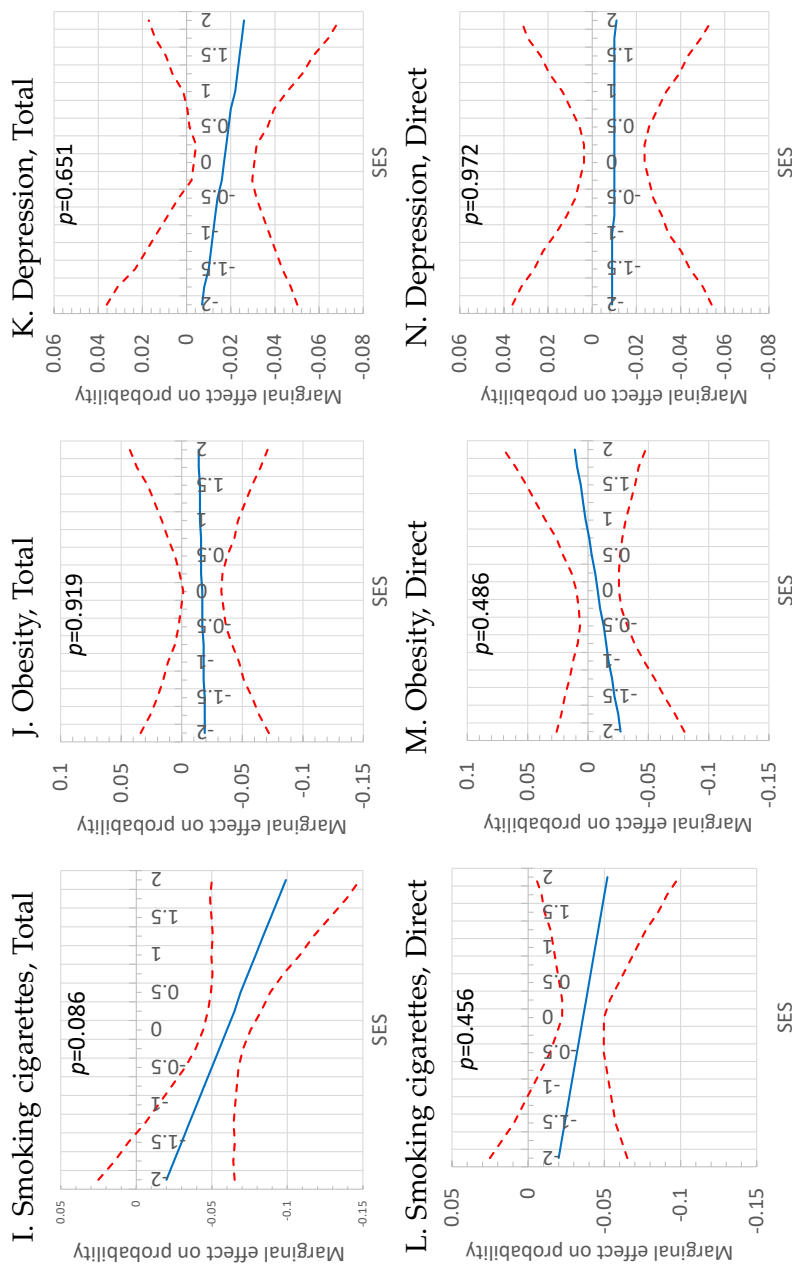 I. Smoking cigarettes, Total
p=0.086
Marginal effect on probability
0.05
0
-0.05
-0.1
-0.15
-2 -1.5 -1 -0.5 0 0.5 1 1.5 2
SES
J. Obesity, Total
p=0.919
Marginal effect on probability
0.1
0.05
0
-0.05
-0.1
-0.15
-2 -1.5 -1 -0.5 0 0.5 1 1.5 2
SES
K. Depression, Total
p=0.651
Marginal effect on probability
0.06
0.04
0.02
0
-0.02
-0.04
-0.06
-0.08
-2 -1.5 -1 -0.5 0 0.5 1 1.5 2
SES
L. Smoking cigarettes, Direct
p=0.456
Marginal effect on probability
0.05
0
-0.05
-0.1
-0.15
-2 -1.5 -1 -0.5 0 0.5 1 1.5 2
SES
M. Obesity, Direct
p=0.486
Marginal effect on probability
0.1
0.05
0
-0.05
-0.1
-0.15
-2 -1.5 -1 -0.5 0 0.5 1 1.5 2
SES
N. Depression, Direct
p=0.972
Marginal effect on probability
0.06
0.04
0.02
0
-0.02
-0.04
-0.06
-0.08
-2 -1.5 -1 -0.5 0 0.5 1 1.5 2
SES